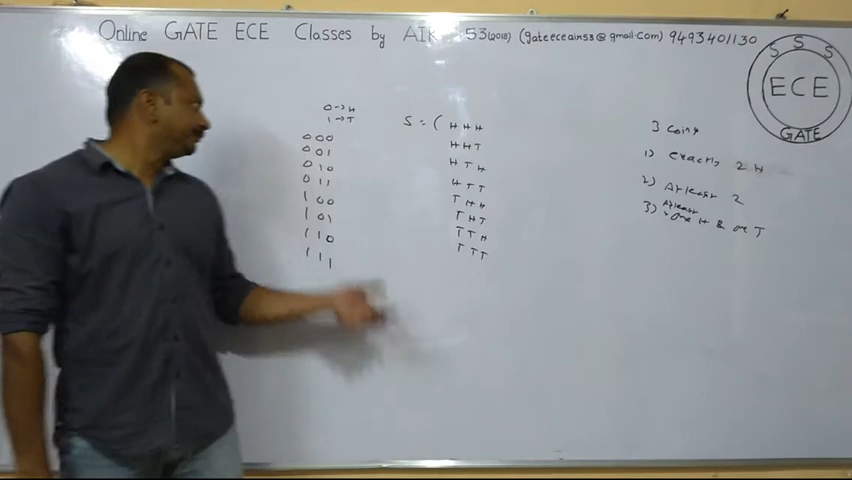 Online GATE ECE Classes by AIR 53(2018) (gateeceair53@gmail.com) 9493401130
S S S
ECE
GATE
0->H
1->T
000
001
010
011
100
101
110
111
S = ( HHH
HHT
HTH
HTT
THH
THT
TTH
TTT
3 Coins
1) Exactly 2 H
2) Atleast 2
3) Atleast one H & one T